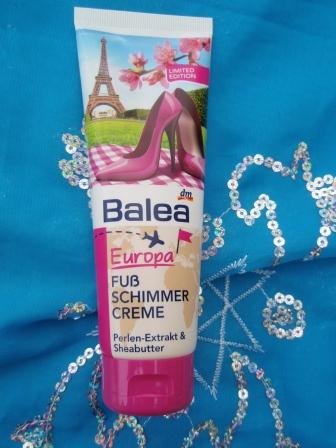 LIMITED
EDITION
dm
Balea
Europa
FUß
SCHIMMER
CREME
Perlen-Extrakt &
Sheabutter